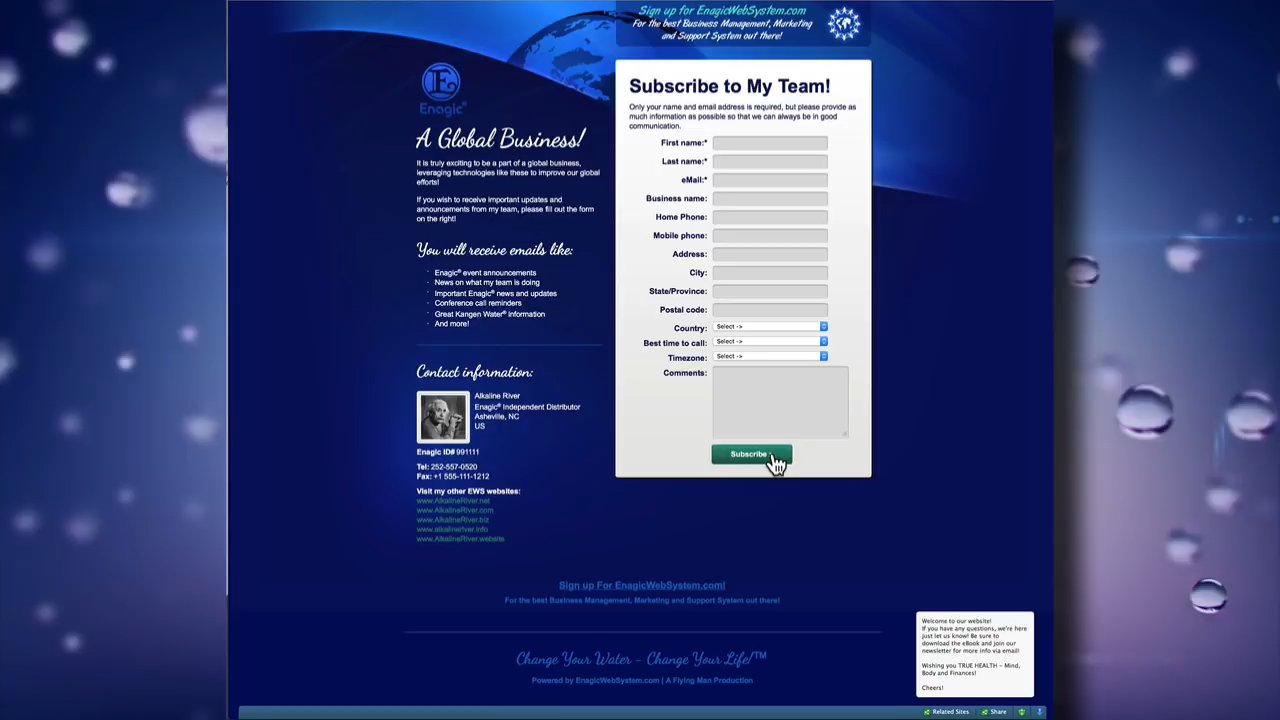 Sign up for EnagicWebSystem.com
For the best Business Management, Marketing
and Support System out there!
E
Enagic®
A Global Business!
It is truly exciting to be a part of a global business,
leveraging technologies like these to improve our global
efforts!
If you wish to receive important updates and
announcements from my team, please fill out the form
on the right!
You will receive emails like:
· Enagic® event announcements
· News on what my team is doing
· Important Enagic® news and updates
· Conference call reminders
· Great Kangen Water® information
· And more!
Contact information:
Alkaline River
Enagic® Independent Distributor
Asheville, NC
US
Enagic ID# 991111
Tel: 252-557-0520
Fax: +1 555-111-1212
Visit my other EWS websites:
www.AlkalineRiver.net
www.AlkalineRiver.com
www.AlkalineRiver.biz
www.alkalineriver.info
www.AlkalineRiver.website
Subscribe to My Team!
Only your name and email address is required, but please provide as
much information as possible so that we can always be in good
communication.
First name:*
Last name:*
eMail:*
Business name:
Home Phone:
Mobile phone:
Address:
City:
State/Province:
Postal code:
Country: Select ->
Best time to call: Select ->
Timezone: Select ->
Comments:
Subscribe
Sign up For EnagicWebSystem.com!
For the best Business Management, Marketing and Support System out there!
Change Your Water - Change Your Life!™
Powered by EnagicWebSystem.com | A Flying Man Production
Welcome to our website!
If you have any questions, we're here
just let us know! Be sure to
download the eBook and join our
newsletter for more info via email!
Wishing you TRUE HEALTH - Mind,
Body and Finances!
Cheers!
Related Sites Share